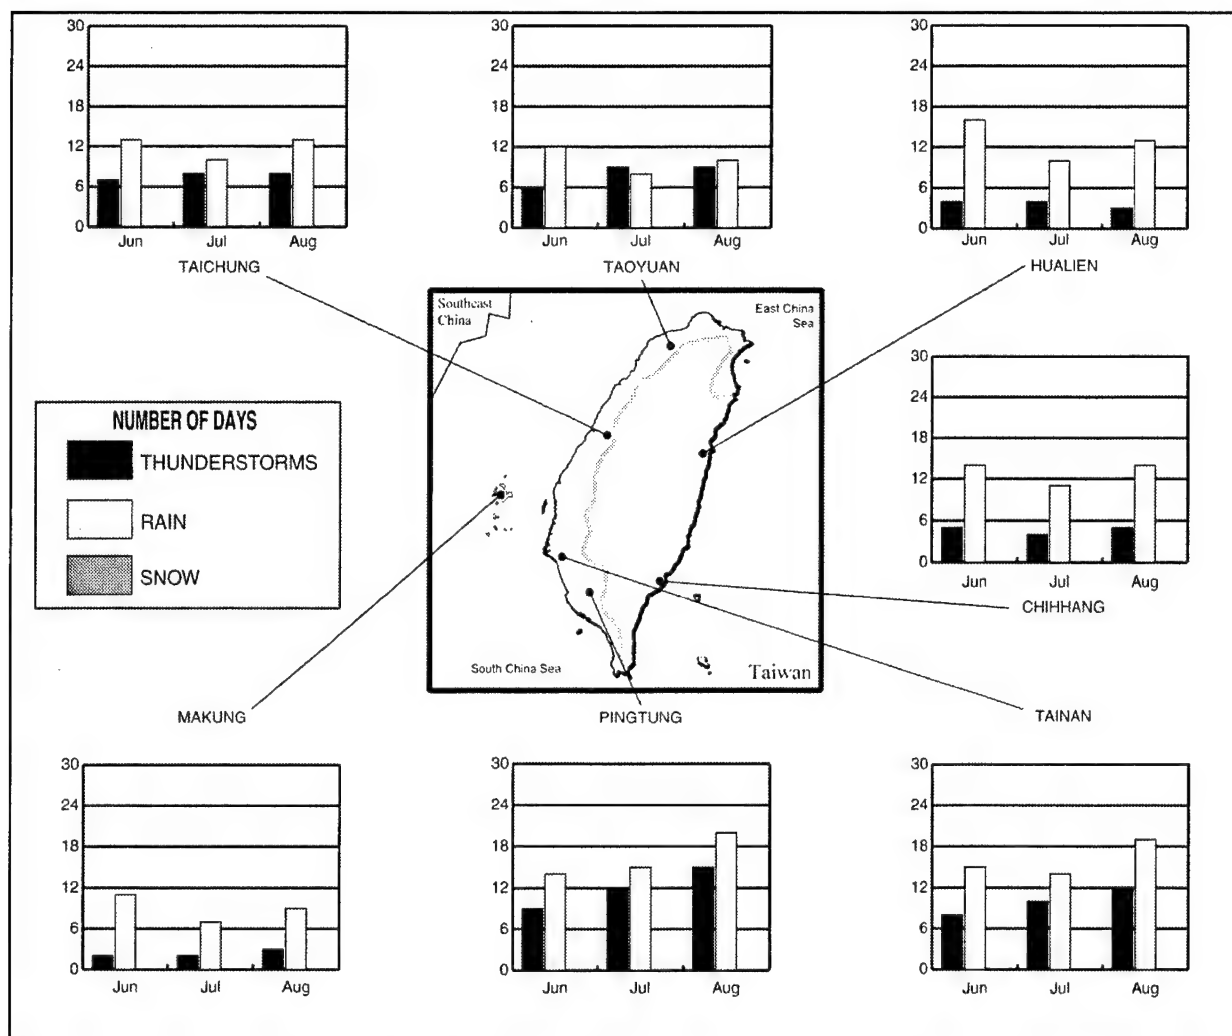 30
24
18
12
6
0
Jun Jul Aug
TAICHUNG
30
24
18
12
6
0
Jun Jul Aug
TAOYUAN
30
24
18
12
6
0
Jun Jul Aug
HUALIEN
Southeast
China
East China
Sea
South China Sea
Taiwan
NUMBER OF DAYS
THUNDERSTORMS
RAIN
SNOW
30
24
18
12
6
0
Jun Jul Aug
CHIHHANG
MAKUNG
30
24
18
12
6
0
Jun Jul Aug
PINGTUNG
30
24
18
12
6
0
Jun Jul Aug
TAINAN
30
24
18
12
6
0
Jun Jul Aug